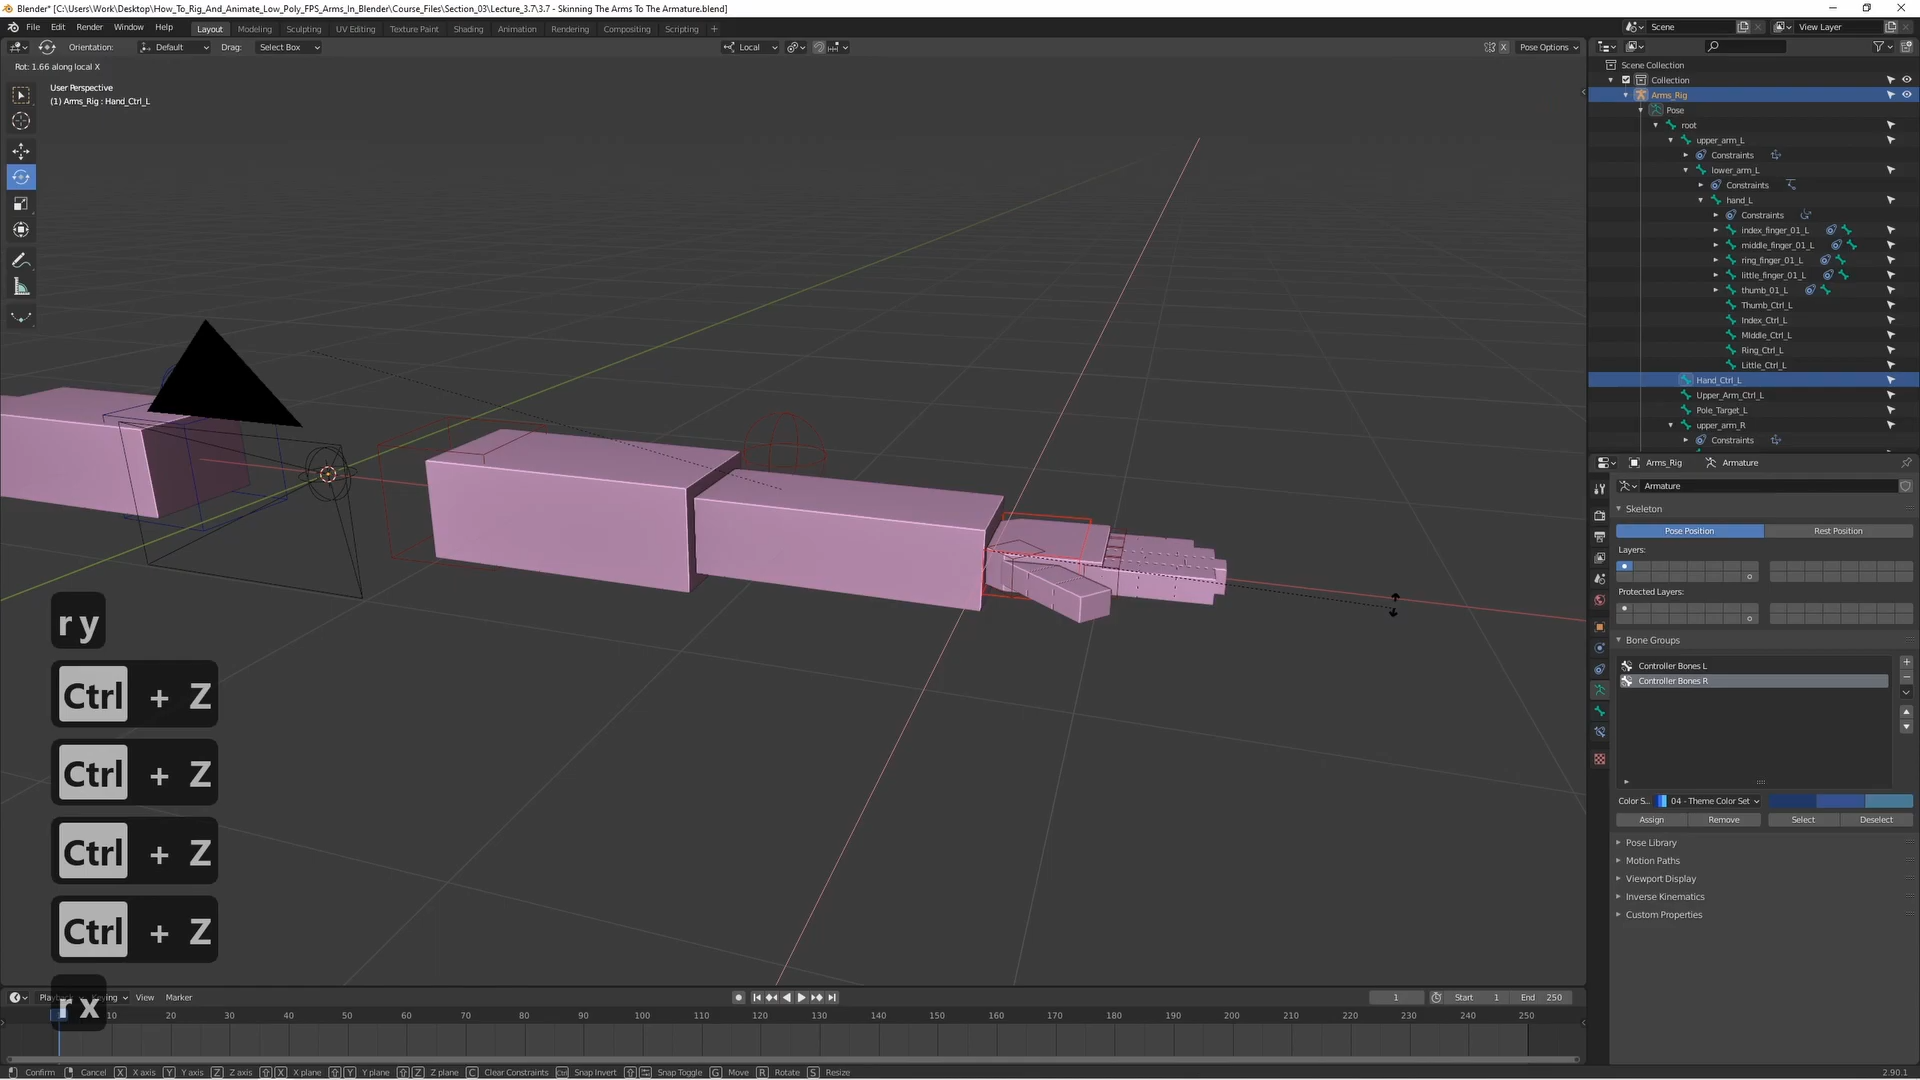 Blender* [C:\Users\Work\Desktop\How_To_Rig_And_Animate_Low_Poly_FPS_Arms_In_Blender\Course_Files\Section_03\Lecture_3.7\3.7 - Skinning The Arms To The Armature.blend]
File Edit Render Window Help Layout Modeling Sculpting UV Editing Texture Paint Shading Animation Rendering Compositing Scripting + Scene View Layer
Orientation: Default Drag: Select Box Local X Pose Options
Rot: 1.66 along local X
User Perspective
(1) Arms_Rig : Hand_Ctrl_L
Scene Collection
Collection
Arms_Rig
Pose
root
upper_arm_L
Constraints
lower_arm_L
Constraints
hand_L
Constraints
index_finger_01_L
middle_finger_01_L
ring_finger_01_L
little_finger_01_L
thumb_01_L
Thumb_Ctrl_L
Index_Ctrl_L
Middle_Ctrl_L
Ring_Ctrl_L
Little_Ctrl_L
Hand_Ctrl_L
Upper_Arm_Ctrl_L
Pole_Target_L
upper_arm_R
Constraints
Arms_Rig Armature
Armature
Skeleton
Pose Position Rest Position
Layers:
Protected Layers:
Bone Groups
Controller Bones L
Controller Bones R
Color S... 04 - Theme Color Set
Assign Remove Select Deselect
Pose Library
Motion Paths
Viewport Display
Inverse Kinematics
Custom Properties
r y
Ctrl + Z
Ctrl + Z
Ctrl + Z
Ctrl + Z
r x
View Marker 1 Start 1 End 250
10 20 30 40 50 60 70 80 90 100 110 120 130 140 150 160 170 180 190 200 210 220 230 240 250
Confirm Cancel X X axis Y Y axis Z Z axis X X plane Y Y plane Z Z plane C Clear Constraints Ctrl Snap Invert Snap Toggle G Move R Rotate S Resize 2.90.1